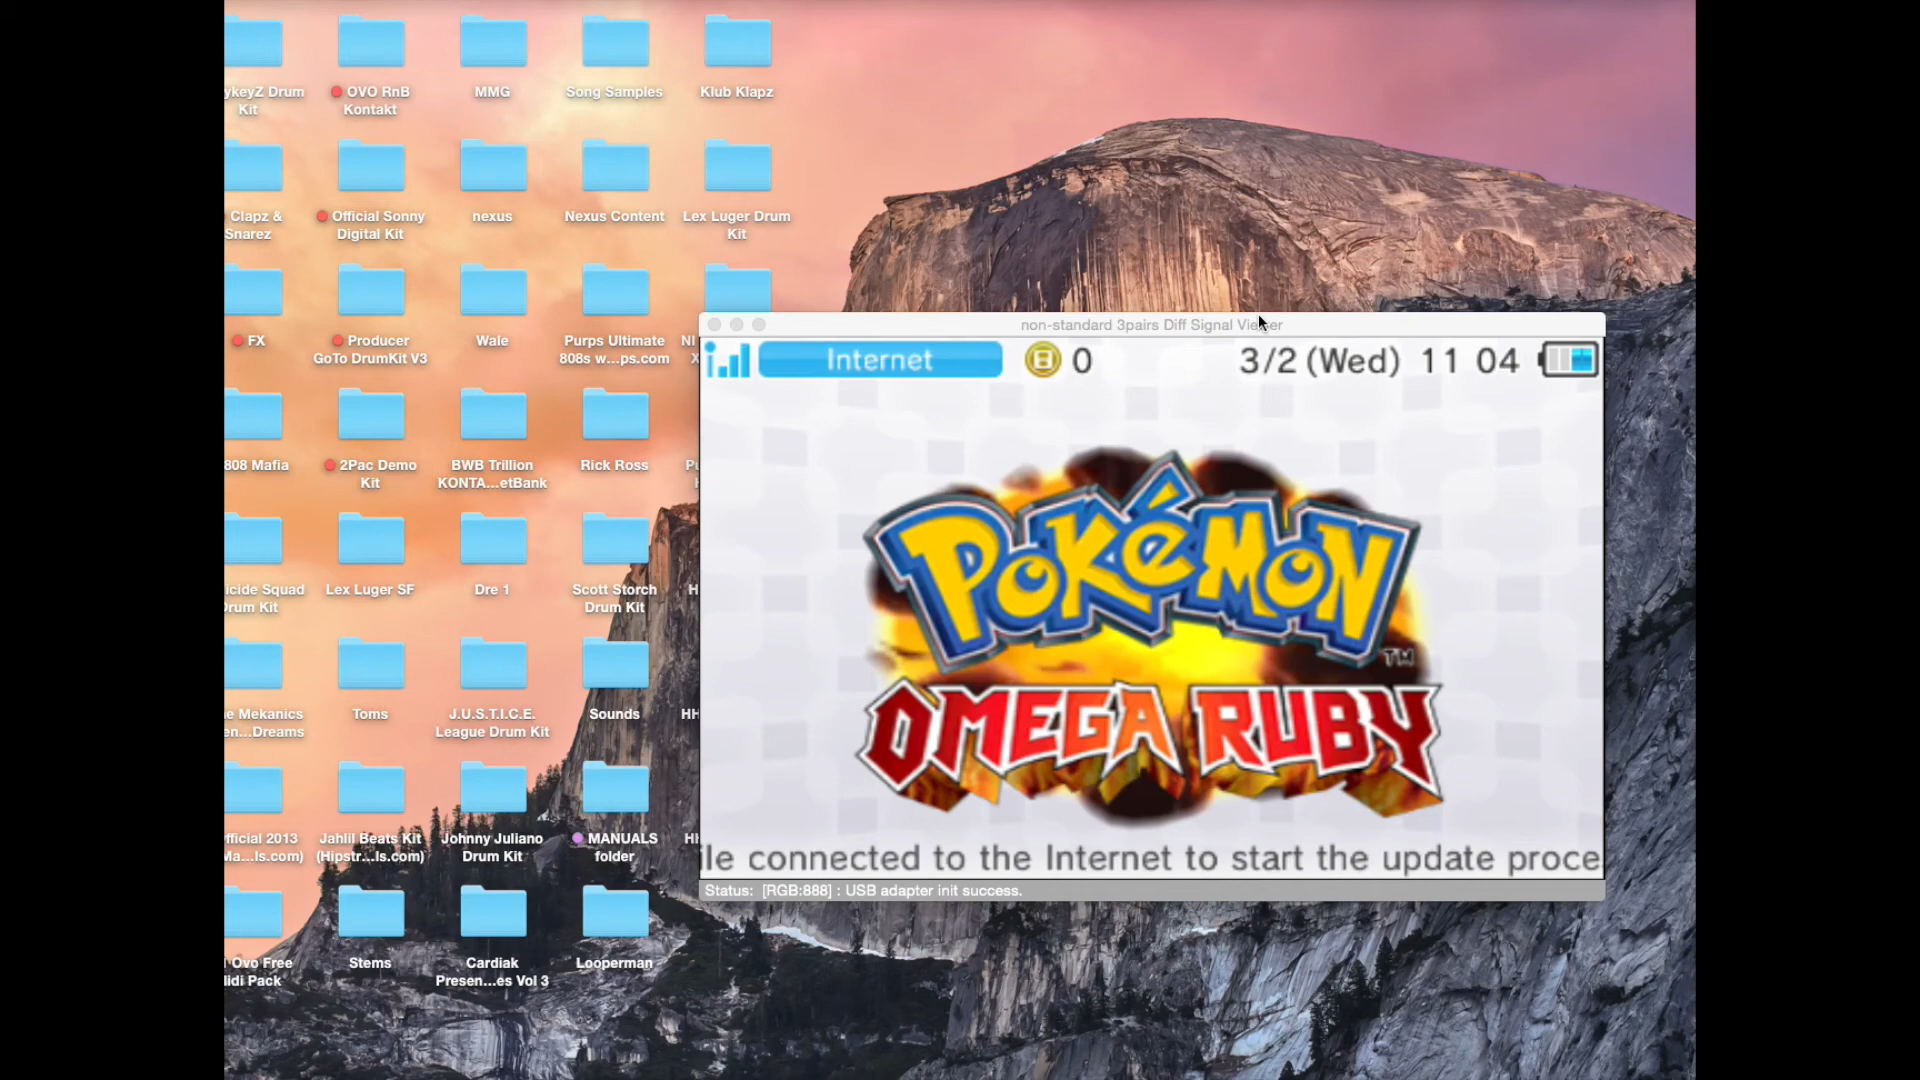 ykeyZ Drum
Kit
OVO RnB
Kontakt
MMG
Song Samples
Klub Klapz
Clapz &
Snarez
Official Sonny
Digital Kit
nexus
Nexus Content
Lex Luger Drum
Kit
FX
Producer
GoTo DrumKit V3
Wale
Purps Ultimate
808s w...ps.com
NI
X
808 Mafia
2Pac Demo
Kit
BWB Trillion
KONTA...etBank
Rick Ross
icide Squad
Drum Kit
Lex Luger SF
Dre 1
Scott Storch
Drum Kit
e Mekanics
en...Dreams
Toms
J.U.S.T.I.C.E.
League Drum Kit
Sounds
HH
fficial 2013
Ma...ls.com)
Jahlil Beats Kit
(Hipstr...ls.com)
Johnny Juliano
Drum Kit
MANUALS
folder
Ovo Free
lidi Pack
Stems
Cardiak
Presen...es Vol 3
Looperman
non-standard 3pairs Diff Signal Viewer
Internet
0
3/2 (Wed) 11 04
POKéMON
TM
OMEGA RUBY
ile connected to the Internet to start the update proce
Status: [RGB:888] : USB adapter init success.